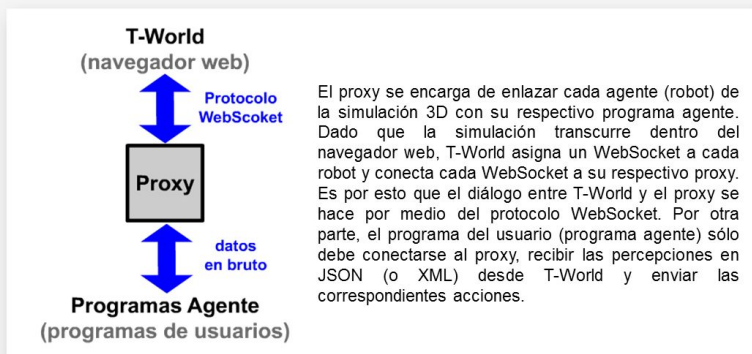 T-World
(navegador web)
Protocolo
WebScoket
Proxy
datos
en bruto
Programas Agente
(programas de usuarios)
El proxy se encarga de enlazar cada agente (robot) de
la simulación 3D con su respectivo programa agente.
Dado que la simulación transcurre dentro del
navegador web, T-World asigna un WebSocket a cada
robot y conecta cada WebSocket a su respectivo proxy.
Es por esto que el diálogo entre T-World y el proxy se
hace por medio del protocolo WebSocket. Por otra
parte, el programa del usuario (programa agente) sólo
debe conectarse al proxy, recibir las percepciones en
JSON (o XML) desde T-World y enviar las
correspondientes acciones.